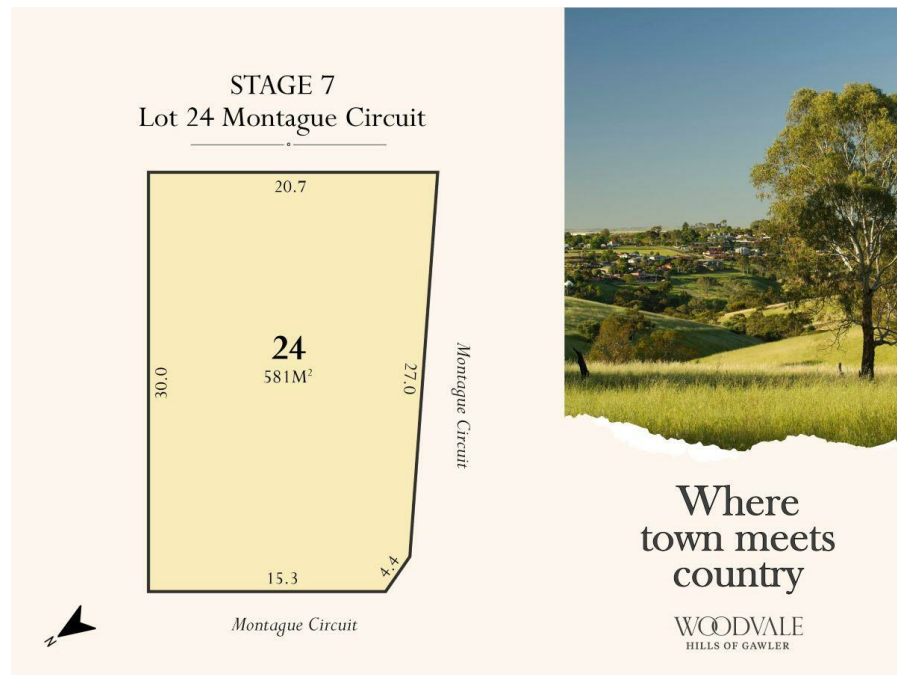 STAGE 7
Lot 24 Montague Circuit
20.7
30.0
24
581M²
27.0
Montague Circuit
4.4
15.3
Montague Circuit
N
Where
town meets
country
WOODVALE
HILLS OF GAWLER